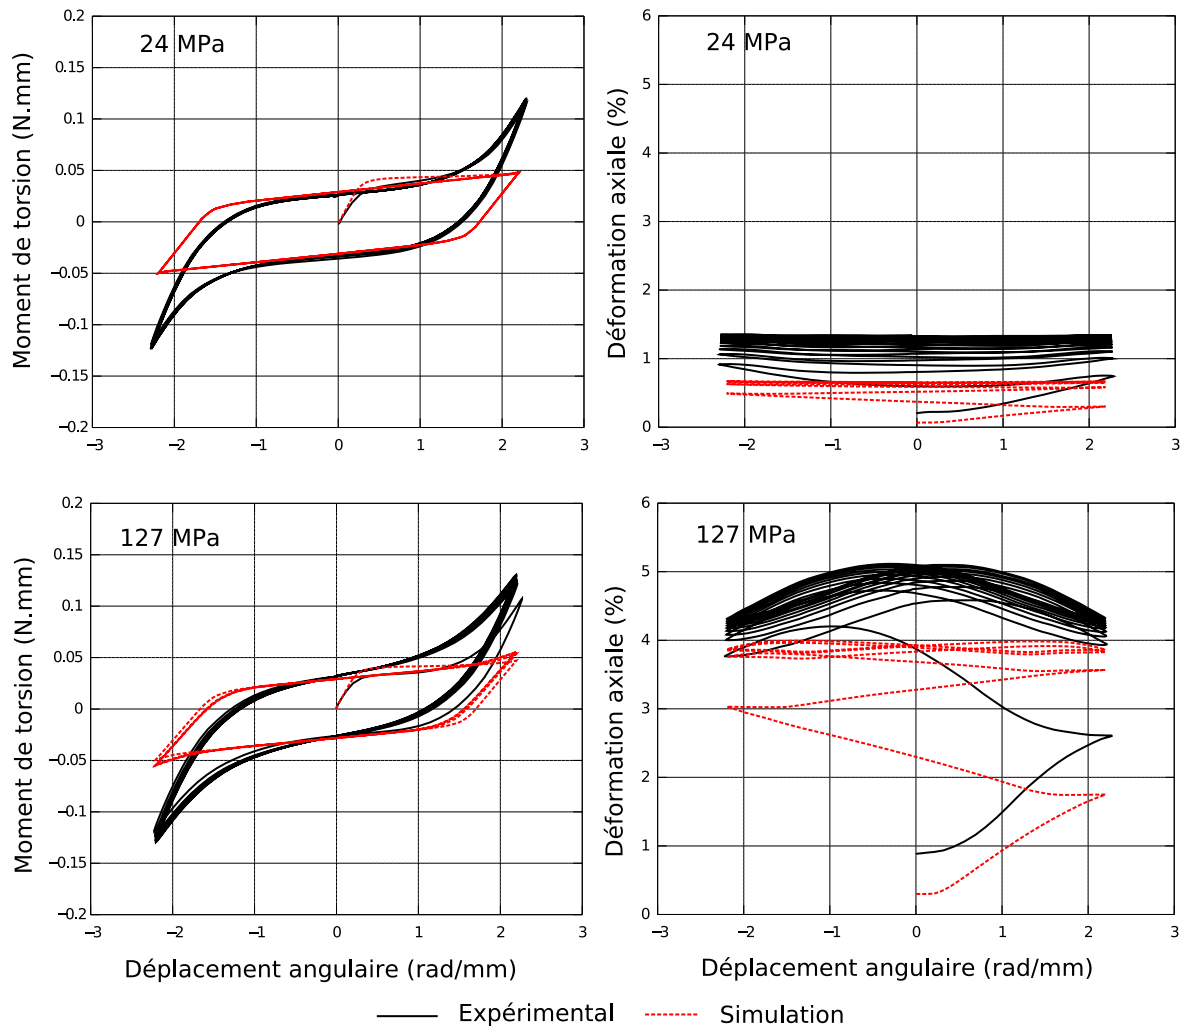 24 MPa
Moment de torsion (N.mm)
0.2
0.15
0.1
0.05
0
−0.05
−0.1
−0.15
−0.2
−3 −2 −1 0 1 2 3
24 MPa
Déformation axiale (%)
6
5
4
3
2
1
0
−3 −2 −1 0 1 2 3
127 MPa
Moment de torsion (N.mm)
0.2
0.15
0.1
0.05
0
−0.05
−0.1
−0.15
−0.2
−3 −2 −1 0 1 2 3
Déplacement angulaire (rad/mm)
127 MPa
Déformation axiale (%)
6
5
4
3
2
1
0
−3 −2 −1 0 1 2 3
Déplacement angulaire (rad/mm)
Expérimental Simulation